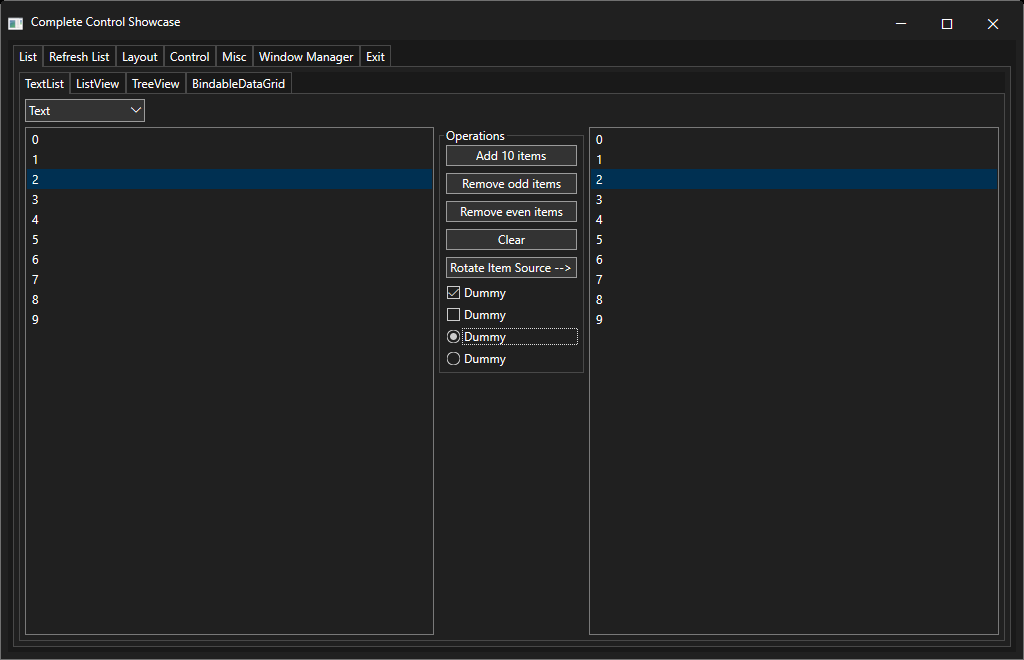 Complete Control Showcase
List Refresh List Layout Control Misc Window Manager Exit
TextList ListView TreeView BindableDataGrid
Text
0
1
2
3
4
5
6
7
8
9
Operations
Add 10 items
Remove odd items
Remove even items
Clear
Rotate Item Source -->
Dummy
Dummy
Dummy
Dummy
0
1
2
3
4
5
6
7
8
9